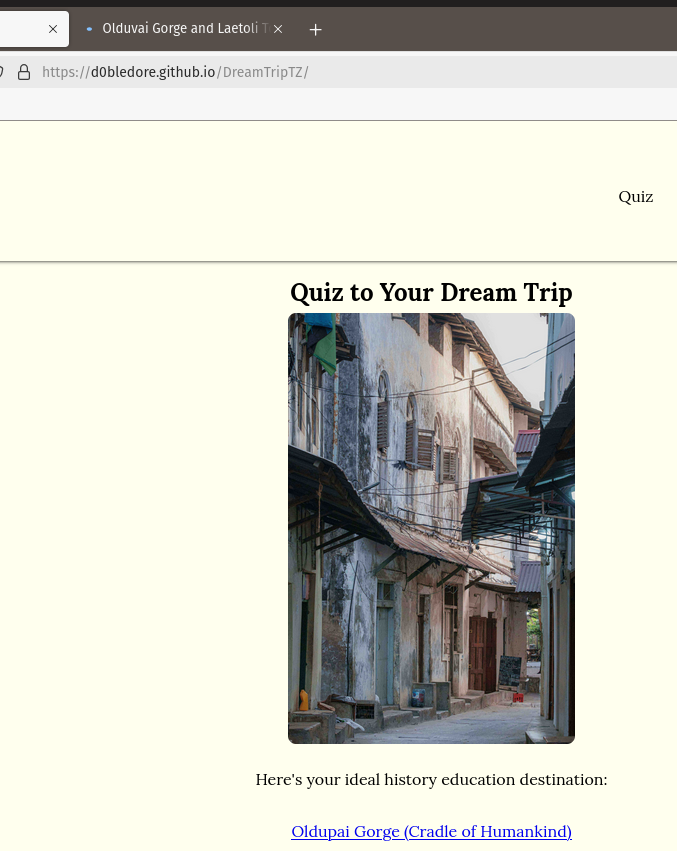 Olduvai Gorge and Laetoli T
https://d0bledore.github.io/DreamTripTZ/
Quiz
Quiz to Your Dream Trip
Here's your ideal history education destination:
Oldupai Gorge (Cradle of Humankind)